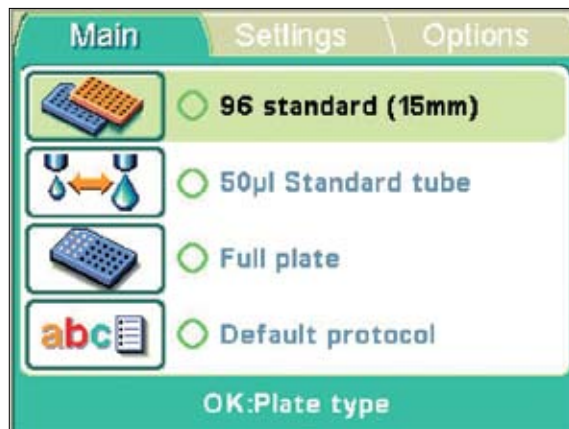 Main Settings Options
96 standard (15mm)
50µl Standard tube
Full plate
abc Default protocol
OK:Plate type